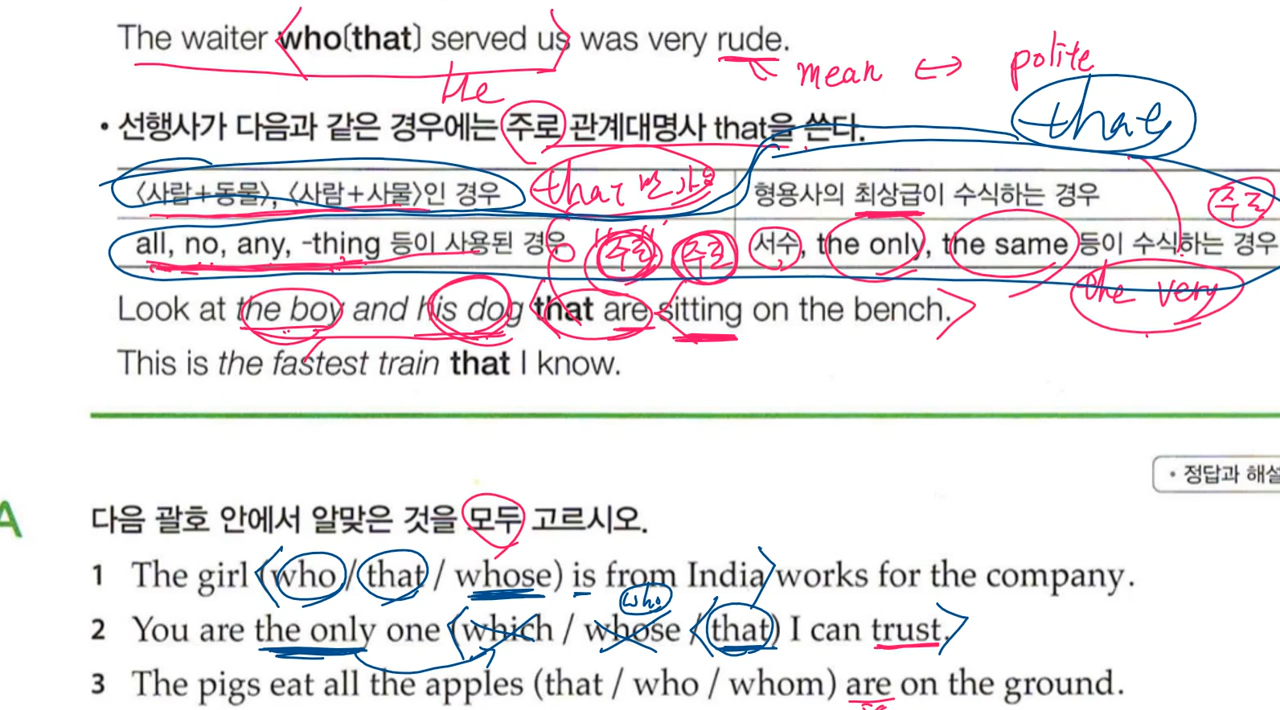 The waiter who(that) served us was very rude.
the
mean ↔ polite
• 선행사가 다음과 같은 경우에는 주로 관계대명사 that을 쓴다.
that
〈사람+동물〉, 〈사람+사물〉인 경우
that만 가능
형용사의 최상급이 수식하는 경우
주로
all, no, any, -thing 등이 사용된 경우
주로
주로
서수, the only, the same 등이 수식하는 경우
the very
Look at the boy and his dog that are sitting on the bench.
This is the fastest train that I know.
• 정답과 해설
A 다음 괄호 안에서 알맞은 것을 모두 고르시오.
1 The girl (who / that / whose) is from India works for the company.
who
2 You are the only one (which / whose / that) I can trust.
3 The pigs eat all the apples (that / who / whom) are on the ground.